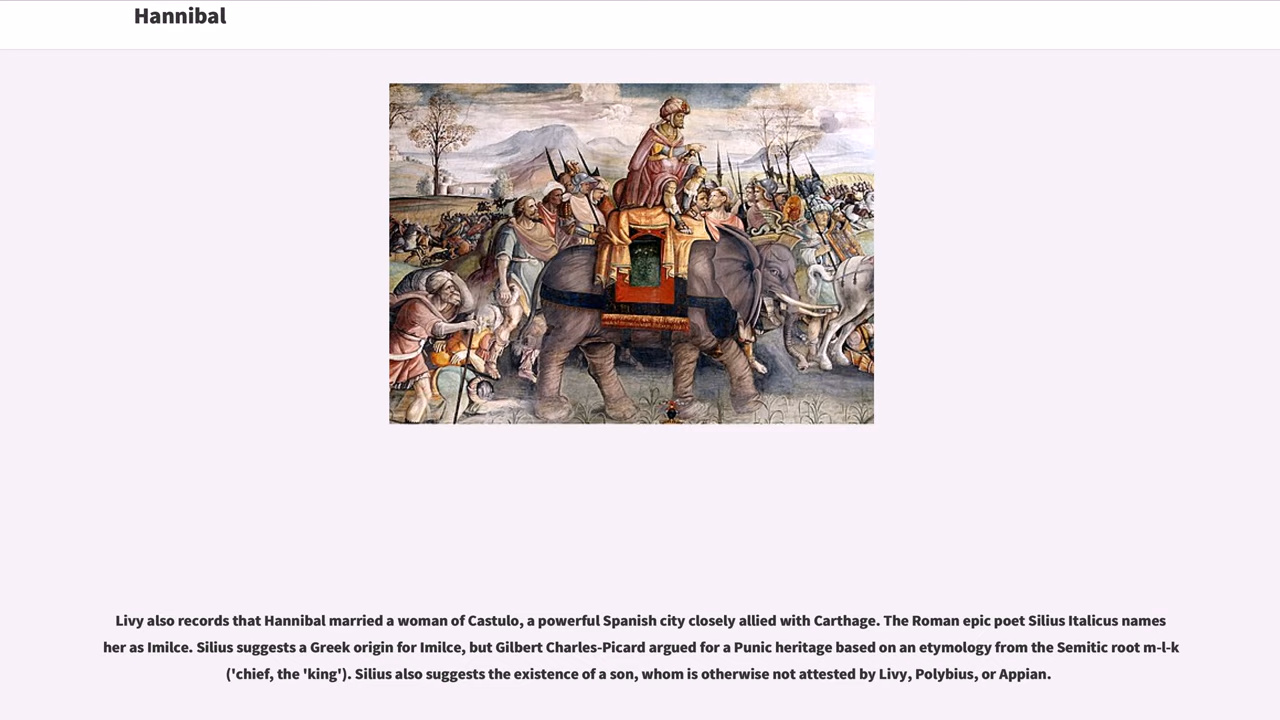 Hannibal
Livy also records that Hannibal married a woman of Castulo, a powerful Spanish city closely allied with Carthage. The Roman epic poet Silius Italicus names
her as Imilce. Silius suggests a Greek origin for Imilce, but Gilbert Charles-Picard argued for a Punic heritage based on an etymology from the Semitic root m-l-k
('chief, the 'king'). Silius also suggests the existence of a son, whom is otherwise not attested by Livy, Polybius, or Appian.